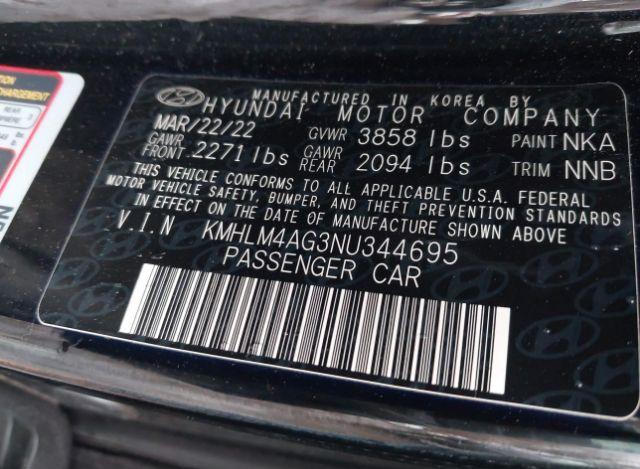 MANUFACTURED IN KOREA BY
HYUNDAI MOTOR COMPANY
MAR/22/22 GVWR 3858 lbs PAINT NKA
GAWR FRONT 2271 lbs GAWR REAR 2094 lbs TRIM NNB
THIS VEHICLE CONFORMS TO ALL APPLICABLE U.S.A. FEDERAL
MOTOR VEHICLE SAFETY, BUMPER, AND THEFT PREVENTION STANDARDS
IN EFFECT ON THE DATE OF MANUFACTURE SHOWN ABOVE
V.I.N KMHLM4AG3NU344695
PASSENGER CAR
REAR